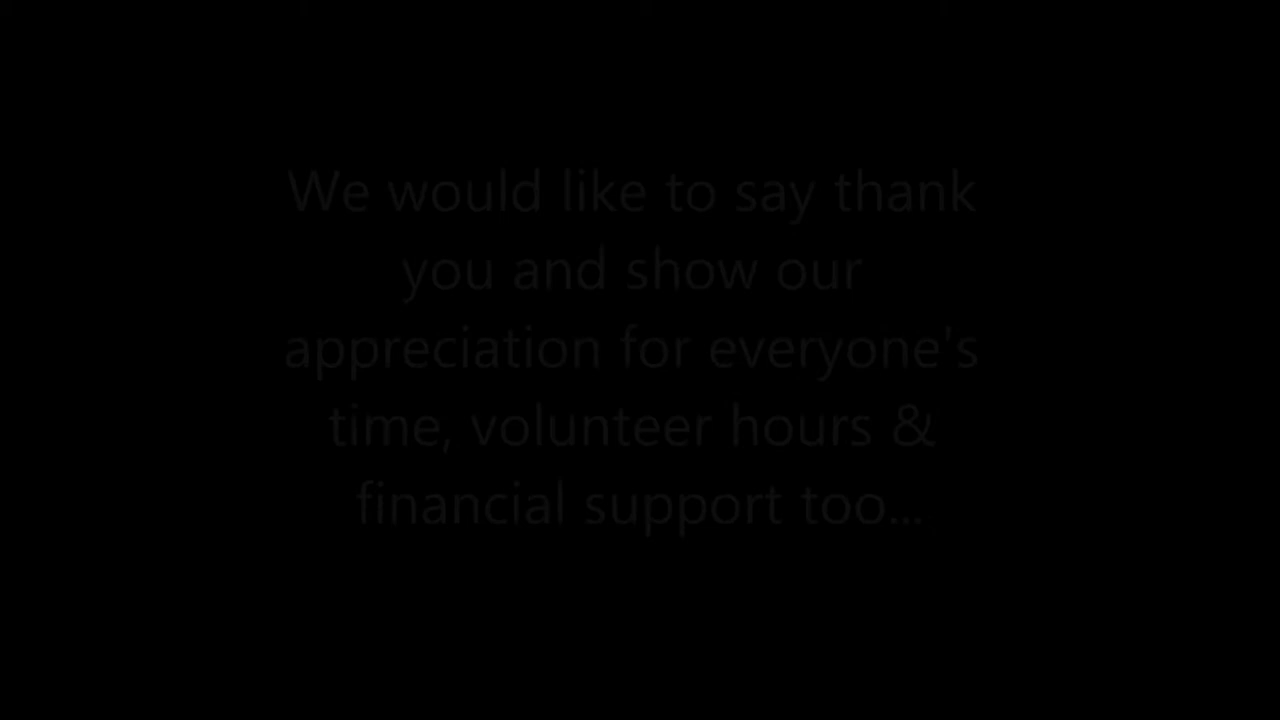 We would like to say thank
you and show our
appreciation for everyone's
time, volunteer hours &
financial support too...